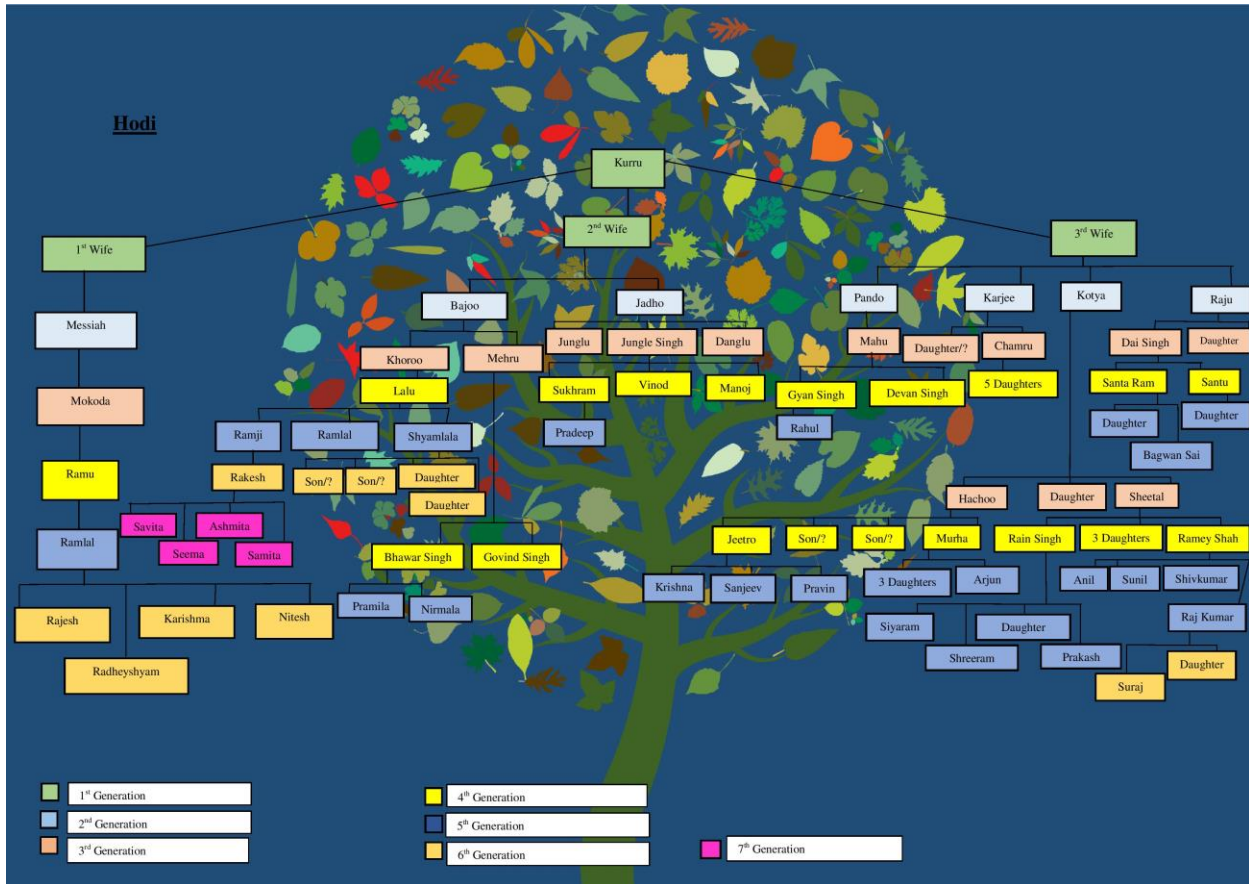 Hodi
Kurru
1st Wife
2nd Wife
3rd Wife
Messiah
Bajoo
Jadho
Pando
Karjee
Kotya
Raju
Mokoda
Khoroo
Mehru
Junglu
Jungle Singh
Danglu
Mahu
Daughter/?
Chamru
Dai Singh
Daughter
Lalu
Sukhram
Vinod
Manoj
Gyan Singh
Devan Singh
5 Daughters
Santa Ram
Santu
Ramji
Ramlal
Shyamlala
Pradeep
Rahul
Daughter
Daughter
Bagwan Sai
Ramu
Rakesh
Son/?
Son/?
Daughter
Daughter
Hachoo
Daughter
Sheetal
Savita
Ashmita
Seema
Samita
Ramlal
Bhawar Singh
Govind Singh
Jeetro
Son/?
Son/?
Murha
Rain Singh
3 Daughters
Ramey Shah
Pramila
Nirmala
Krishna
Sanjeev
Pravin
3 Daughters
Arjun
Anil
Sunil
Shivkumar
Rajesh
Karishma
Nitesh
Radheyshyam
Siyaram
Daughter
Raj Kumar
Shreeram
Prakash
Daughter
Suraj
1st Generation
2nd Generation
3rd Generation
4th Generation
5th Generation
6th Generation
7th Generation